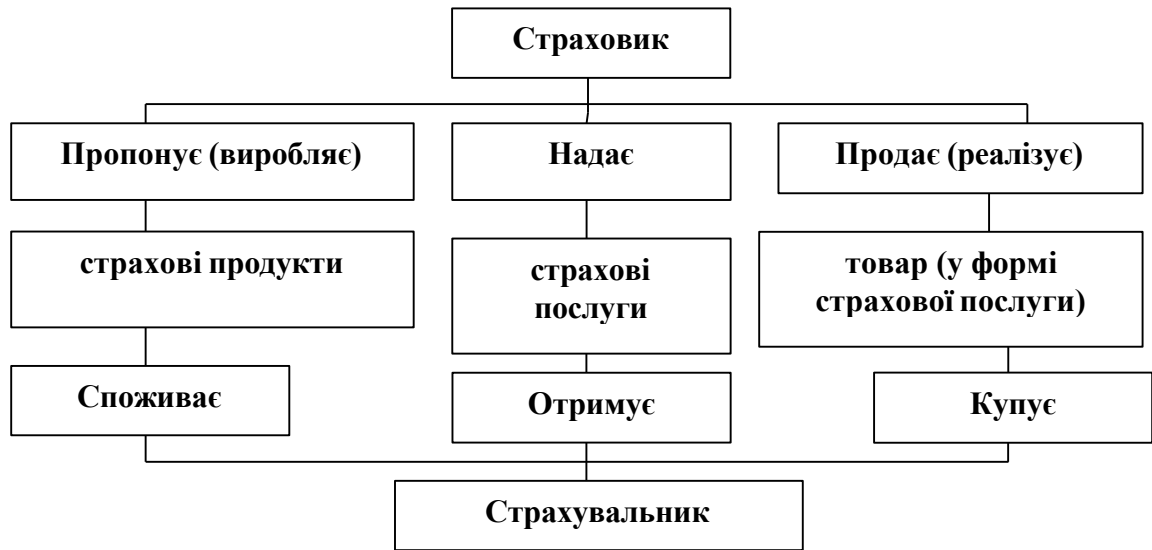 Страховик
Пропонує (виробляє)
Надає
Продає (реалізує)
страхові продукти
страхові
послуги
товар (у формі
страхової послуги)
Споживає
Отримує
Купує
Страхувальник